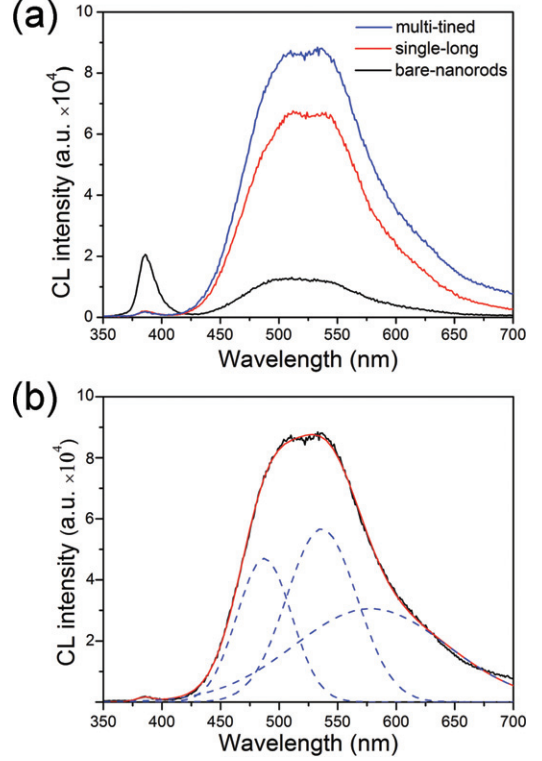 (a)
multi-tined
single-long
bare-nanorods
CL intensity (a.u. ×10⁴)
10
8
6
4
2
0
350 400 450 500 550 600 650 700
Wavelength (nm)
(b)
CL intensity (a.u. ×10⁴)
10
8
6
4
2
350 400 450 500 550 600 650 700
Wavelength (nm)